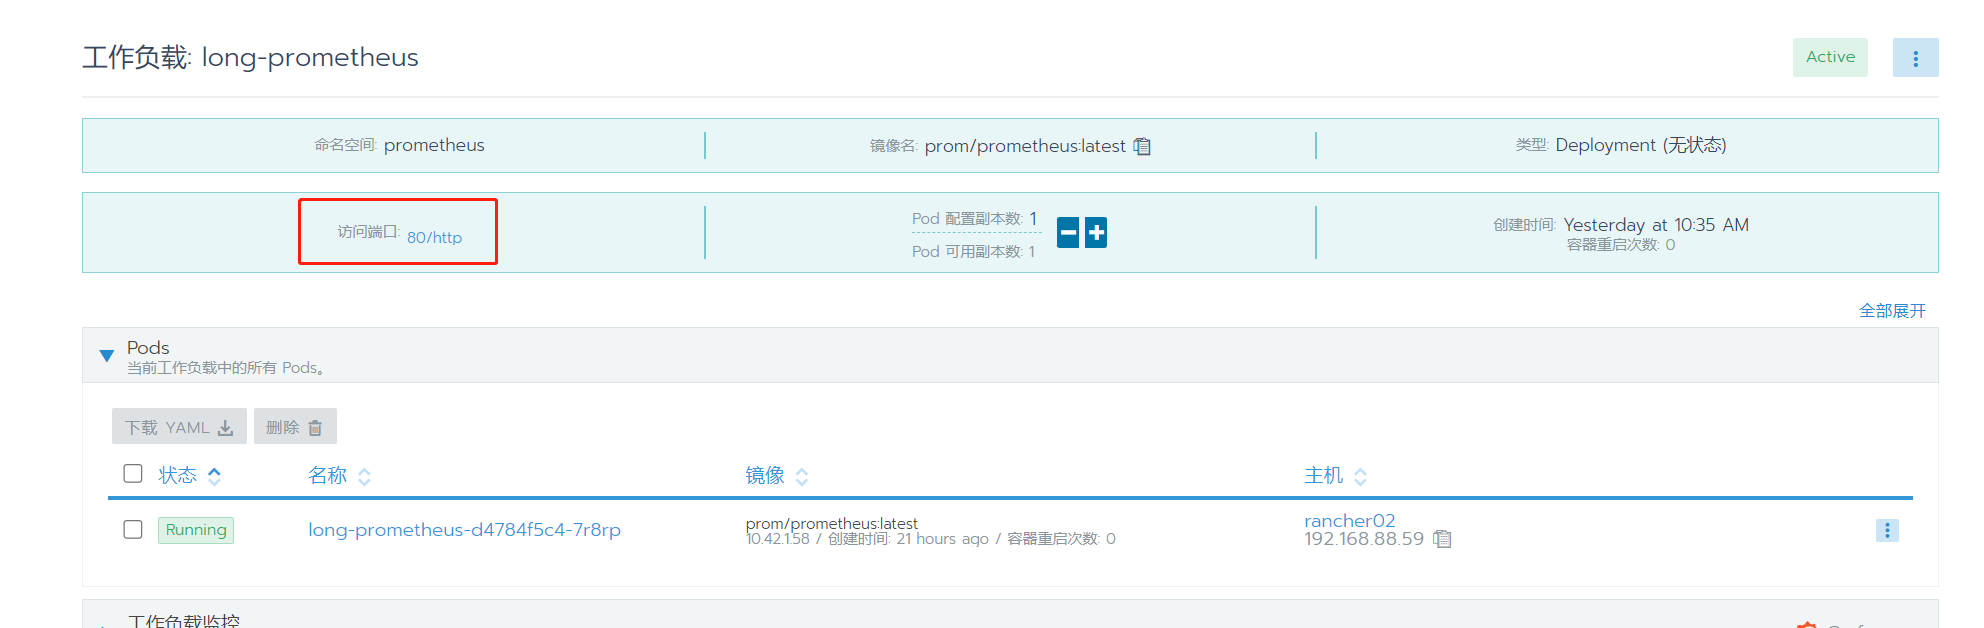 工作负载: long-prometheus
Active
命名空间: prometheus
镜像名: prom/prometheus:latest
类型: Deployment (无状态)
访问端口: 80/http
Pod 配置副本数: 1
Pod 可用副本数: 1
创建时间: Yesterday at 10:35 AM
容器重启次数: 0
全部展开
Pods
当前工作负载中的所有 Pods。
下载 YAML
删除
状态 名称 镜像 主机
Running
long-prometheus-d4784f5c4-7r8rp
prom/prometheus:latest
10.42.1.58 / 创建时间: 21 hours ago / 容器重启次数: 0
rancher02
192.168.88.59
工作负载监控